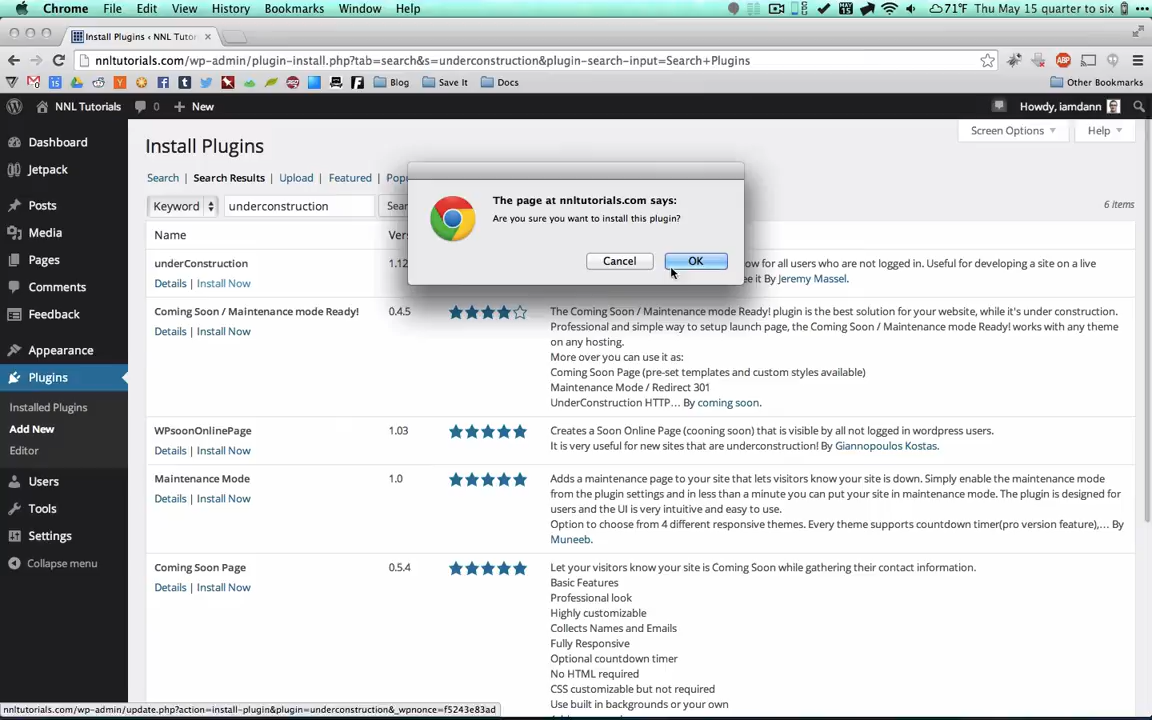 Chrome File Edit View History Bookmarks Window Help 71°F Thu May 15 quarter to six
Install Plugins ‹ NNL Tutori
nnltutorials.com/wp-admin/plugin-install.php?tab=search&s=underconstruction&plugin-search-input=Search+Plugins
Blog Save It Docs Other Bookmarks
NNL Tutorials 0 + New Howdy, iamdann
Dashboard
Jetpack
Posts
Media
Pages
Comments
Feedback
Appearance
Plugins
Installed Plugins
Add New
Editor
Users
Tools
Settings
Collapse menu
Screen Options Help
Install Plugins
Search | Search Results | Upload | Featured | Pop
Keyword underconstruction Sear
6 items
The page at nnltutorials.com says:
Are you sure you want to install this plugin?
Cancel OK
Name Vers
underConstruction 1.12
Details | Install Now
ow for all users who are not logged in. Useful for developing a site on a live
ee it By Jeremy Massel.
Coming Soon / Maintenance mode Ready! 0.4.5
Details | Install Now
The Coming Soon / Maintenance mode Ready! plugin is the best solution for your website, while it's under construction.
Professional and simple way to setup launch page, the Coming Soon / Maintenance mode Ready! works with any theme
on any hosting.
More over you can use it as:
Coming Soon Page (pre-set templates and custom styles available)
Maintenance Mode / Redirect 301
UnderConstruction HTTP… By coming soon.
WPsoonOnlinePage 1.03
Details | Install Now
Creates a Soon Online Page (cooning soon) that is visible by all not logged in wordpress users.
It is very useful for new sites that are underconstruction! By Giannopoulos Kostas.
Maintenance Mode 1.0
Details | Install Now
Adds a maintenance page to your site that lets visitors know your site is down. Simply enable the maintenance mode
from the plugin settings and in less than a minute you can put your site in maintenance mode. The plugin is designed for
users and the UI is very intuitive and easy to use.
Option to choose from 4 different responsive themes. Every theme supports countdown timer(pro version feature),… By
Muneeb.
Coming Soon Page 0.5.4
Details | Install Now
Let your visitors know your site is Coming Soon while gathering their contact information.
Basic Features
Professional look
Highly customizable
Collects Names and Emails
Fully Responsive
Optional countdown timer
No HTML required
CSS customizable but not required
Use built in backgrounds or your own
nnltutorials.com/wp-admin/update.php?action=install-plugin&plugin=underconstruction&_wpnonce=f5243e83ad